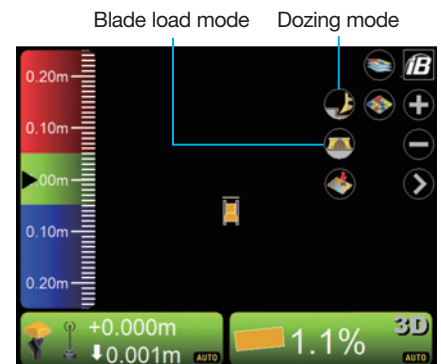 Blade load mode Dozing mode
0.20m
iB
0.10m
.00m
0.10m
0.20m
+0.000m
0.001m AUTO
1.1% 3D
AUTO